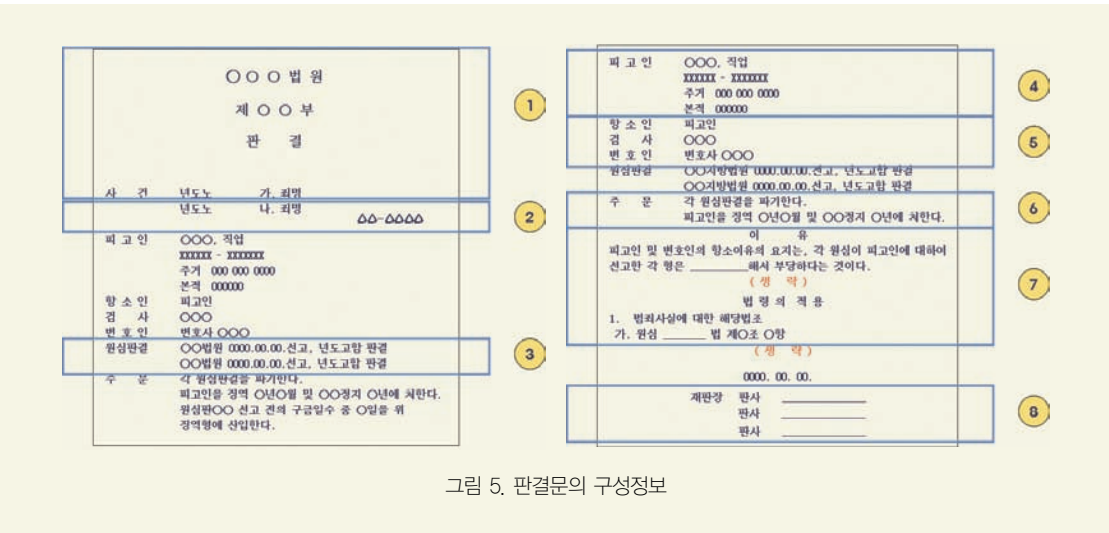 ○○○법원
제 ○ ○ 부
판 결
사 건 년도노 가. 죄명
년도노 나. 죄명 △△-△△△△
피 고 인 ○○○, 직업
xxxxxx - xxxxxxx
주거 000 000 0000
본적 000000
항 소 인 피고인
검 사 ○○○
변 호 인 변호사 ○○○
원심판결 ○○법원 0000.00.00.선고, 년도고합 판결
○○법원 0000.00.00.선고, 년도고합 판결
주 문 각 원심판결을 파기한다.
피고인을 징역 ○년○월 및 ○○정지 ○년에 처한다.
원심판○○ 선고 전의 구금일수 중 ○일을 위
징역형에 산입한다.
1
2
3
피 고 인 ○○○, 직업
xxxxxx - xxxxxxx
주거 000 000 0000
본적 000000
항 소 인 피고인
검 사 ○○○
변 호 인 변호사 ○○○
원심판결 ○○지방법원 0000.00.00.선고, 년도고합 판결
○○지방법원 0000.00.00.선고, 년도고합 판결
주 문 각 원심판결을 파기한다.
피고인을 징역 ○년○월 및 ○○정지 ○년에 처한다.
이 유
피고인 및 변호인의 항소이유의 요지는, 각 원심이 피고인에 대하여
선고한 각 형은 ________해서 부당하다는 것이다.
( 생 략 )
법 령 의 적 용
1. 범죄사실에 대한 해당법조
가. 원심 ______ 법 제○조 ○항
( 생 략 )
0000. 00. 00.
재판장 판사 ____________
판사 ____________
판사 ____________
4
5
6
7
8
그림 5. 판결문의 구성정보